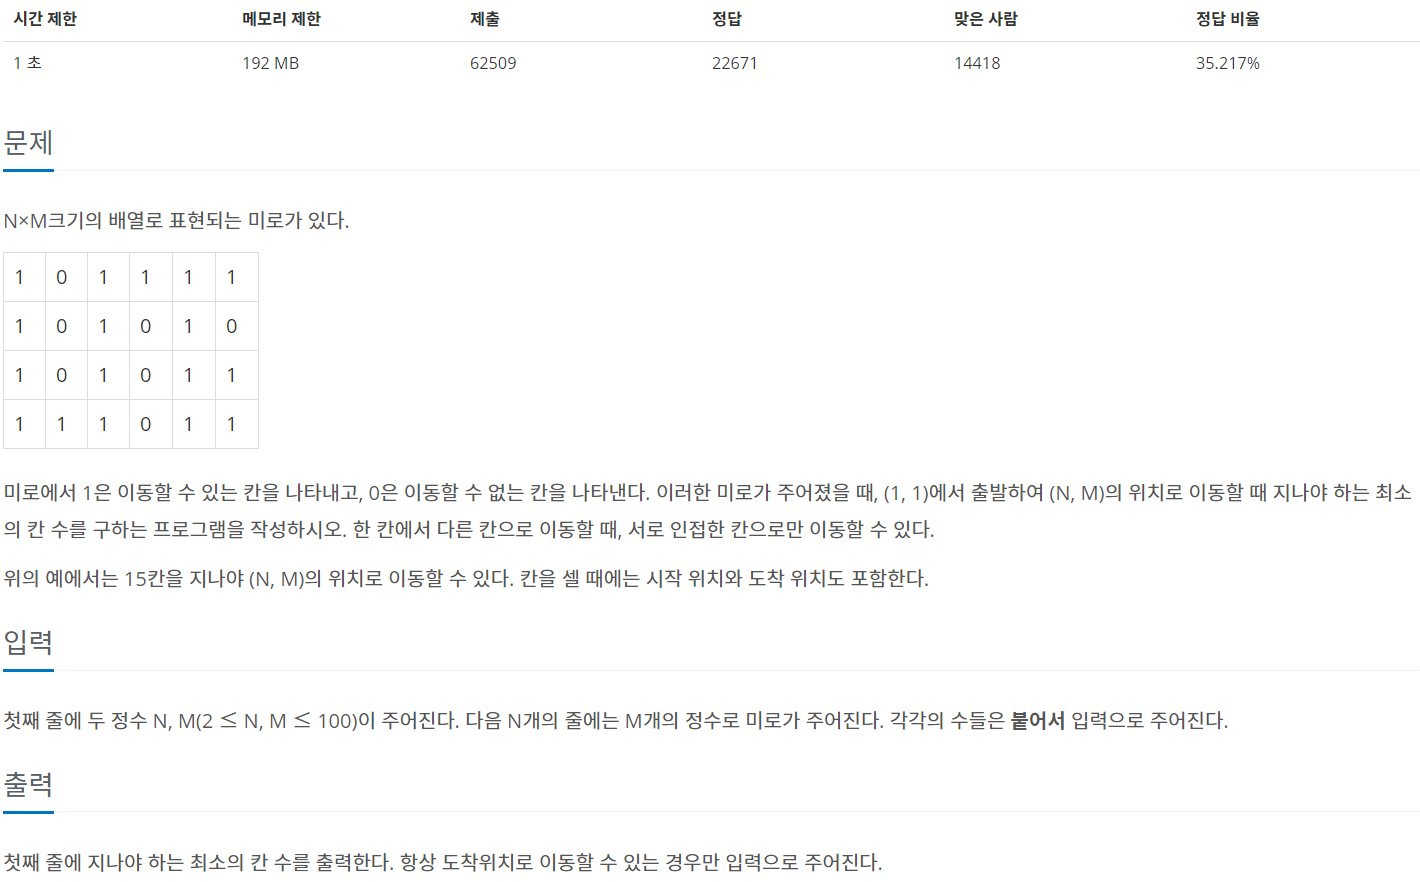 시간 제한 메모리 제한 제출 정답 맞은 사람 정답 비율
1 초 192 MB 62509 22671 14418 35.217%
문제
N×M크기의 배열로 표현되는 미로가 있다.
1 0 1 1 1 1
1 0 1 0 1 0
1 0 1 0 1 1
1 1 1 0 1 1
미로에서 1은 이동할 수 있는 칸을 나타내고, 0은 이동할 수 없는 칸을 나타낸다. 이러한 미로가 주어졌을 때, (1, 1)에서 출발하여 (N, M)의 위치로 이동할 때 지나야 하는 최소
의 칸 수를 구하는 프로그램을 작성하시오. 한 칸에서 다른 칸으로 이동할 때, 서로 인접한 칸으로만 이동할 수 있다.
위의 예에서는 15칸을 지나야 (N, M)의 위치로 이동할 수 있다. 칸을 셀 때에는 시작 위치와 도착 위치도 포함한다.
입력
첫째 줄에 두 정수 N, M(2 ≤ N, M ≤ 100)이 주어진다. 다음 N개의 줄에는 M개의 정수로 미로가 주어진다. 각각의 수들은 붙어서 입력으로 주어진다.
출력
첫째 줄에 지나야 하는 최소의 칸 수를 출력한다. 항상 도착위치로 이동할 수 있는 경우만 입력으로 주어진다.